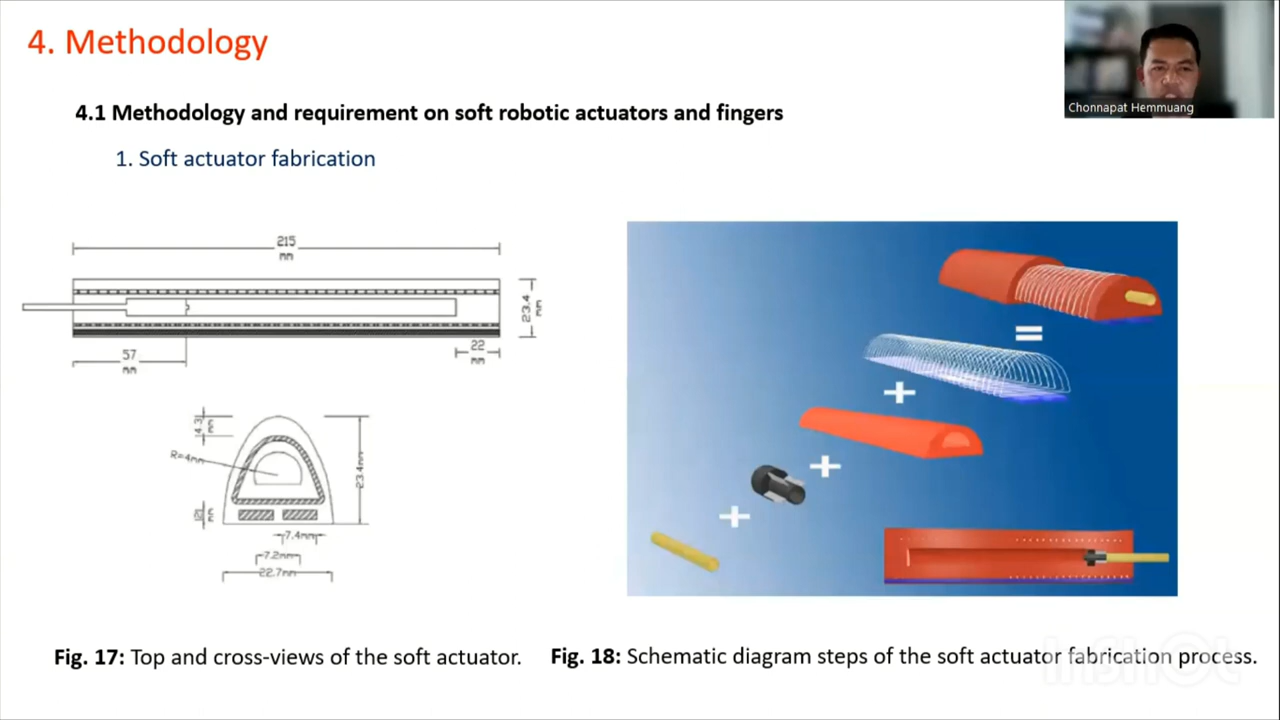 4. Methodology
Chonnapat Hemmuang
4.1 Methodology and requirement on soft robotic actuators and fingers
1. Soft actuator fabrication
215
mm
23.4
mm
57
mm
22
mm
R=4mm
23.4mm
7.4mm
7.2mm
22.7mm
+
+
+
=
Fig. 17: Top and cross-views of the soft actuator.
Fig. 18: Schematic diagram steps of the soft actuator fabrication process.
InShOt